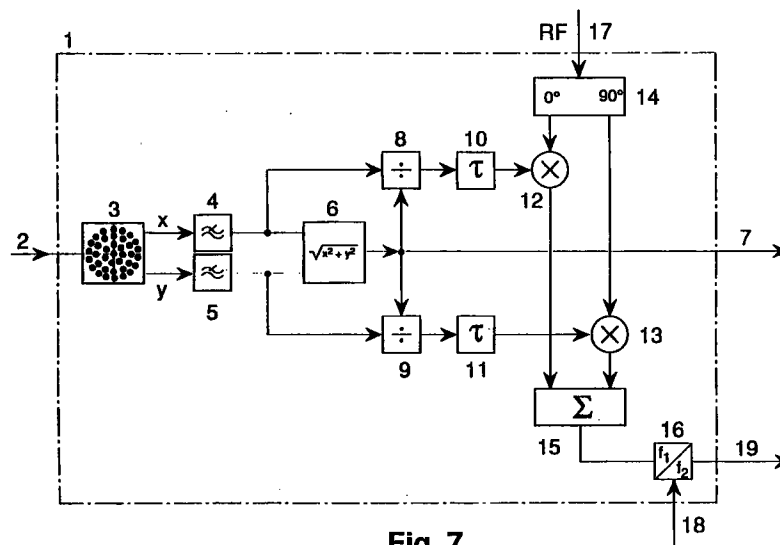 RF 17
1
0° 90° 14
8 10
÷ τ
3 4 6 12
x
2 √x² + y² 7
y
5
÷ τ 13
9 11
Σ
15 16
f1 19
f2
18
Fig. 7